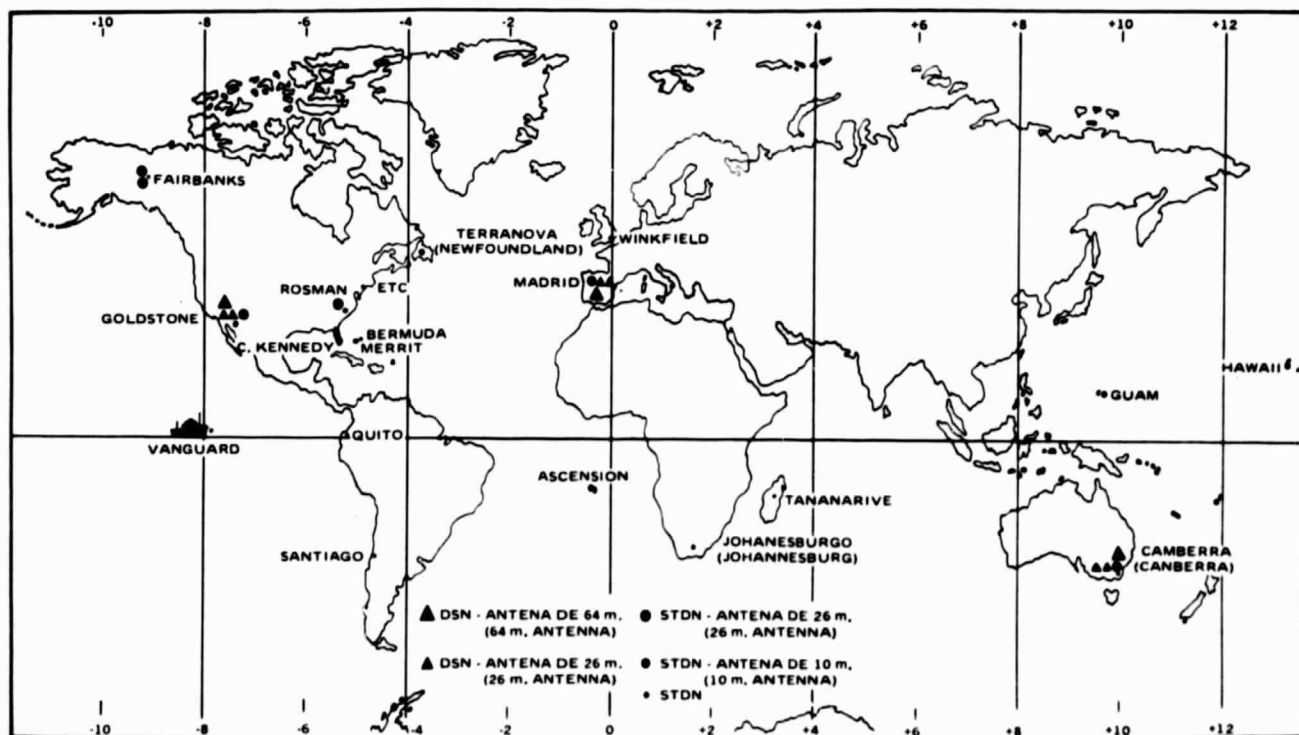 -10 -8 -6 -4 -2 0 +2 +4 +6 +8 +10 +12
FAIRBANKS
TERRANOVA
(NEWFOUNDLAND)
WINKFIELD
MADRID
ROSMAN
ETC
GOLDSTONE
C. KENNEDY
BERMUDA
MERRIT
HAWAII
GUAM
VANGUARD
QUITO
ASCENSION
TANANARIVE
SANTIAGO
JOHANESBURGO
(JOHANNESBURG)
CAMBERRA
(CANBERRA)
DSN - ANTENA DE 64 m,
(64 m, ANTENNA)
STDN - ANTENA DE 26 m,
(26 m, ANTENNA)
DSN - ANTENA DE 26 m,
(26 m, ANTENNA)
STDN - ANTENA DE 10 m,
(10 m, ANTENNA)
STDN
-10 -8 -6 -4 -2 0 +2 +4 +6 +8 +10 +12